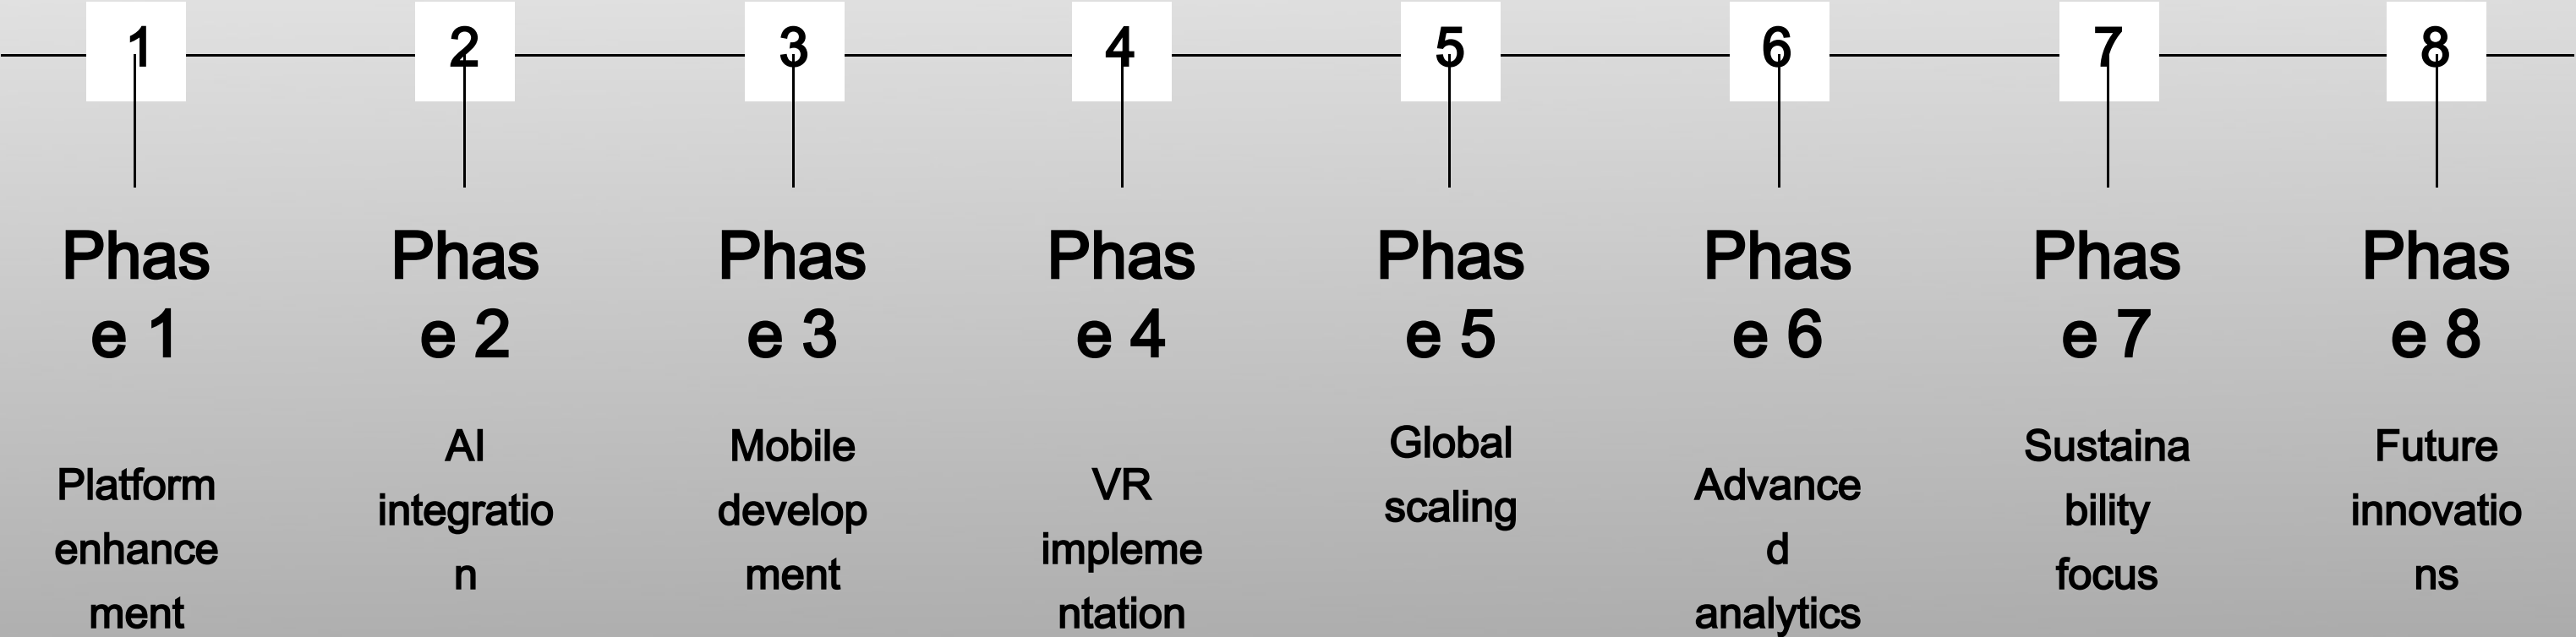 1
2
3
4
5
6
7
8
Phas
e 1
Phas
e 2
Phas
e 3
Phas
e 4
Phas
e 5
Phas
e 6
Phas
e 7
Phas
e 8
Platform
enhance
ment
AI
integratio
n
Mobile
develop
ment
VR
impleme
ntation
Global
scaling
Advance
d
analytics
Sustaina
bility
focus
Future
innovatio
ns